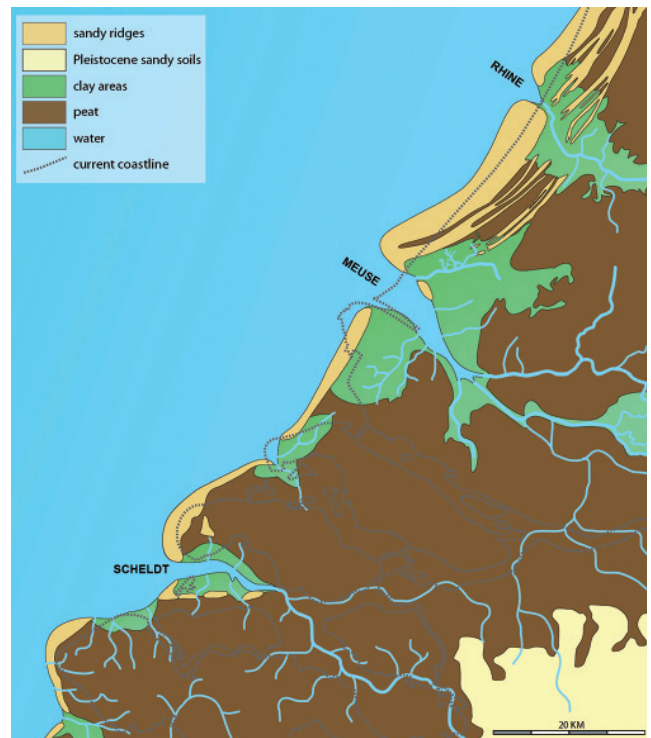 sandy ridges
Pleistocene sandy soils
clay areas
peat
water
current coastline
RHINE
MEUSE
SCHELDT
20 KM